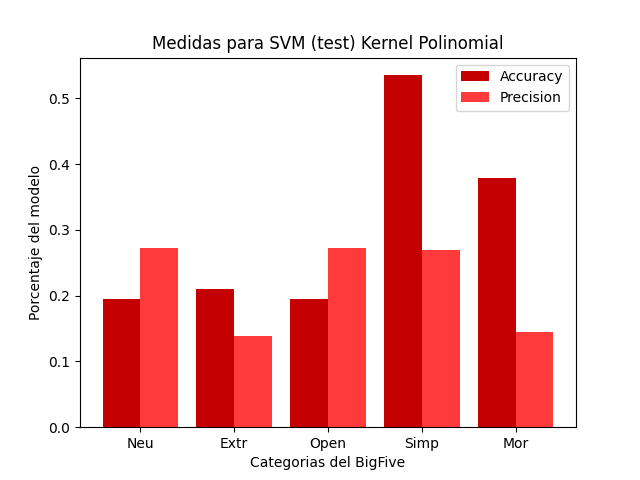 Medidas para SVM (test) Kernel Polinomial
Accuracy
Precision
Porcentaje del modelo
0.5
0.4
0.3
0.2
0.1
0.0
Neu Extr Open Simp Mor
Categorias del BigFive